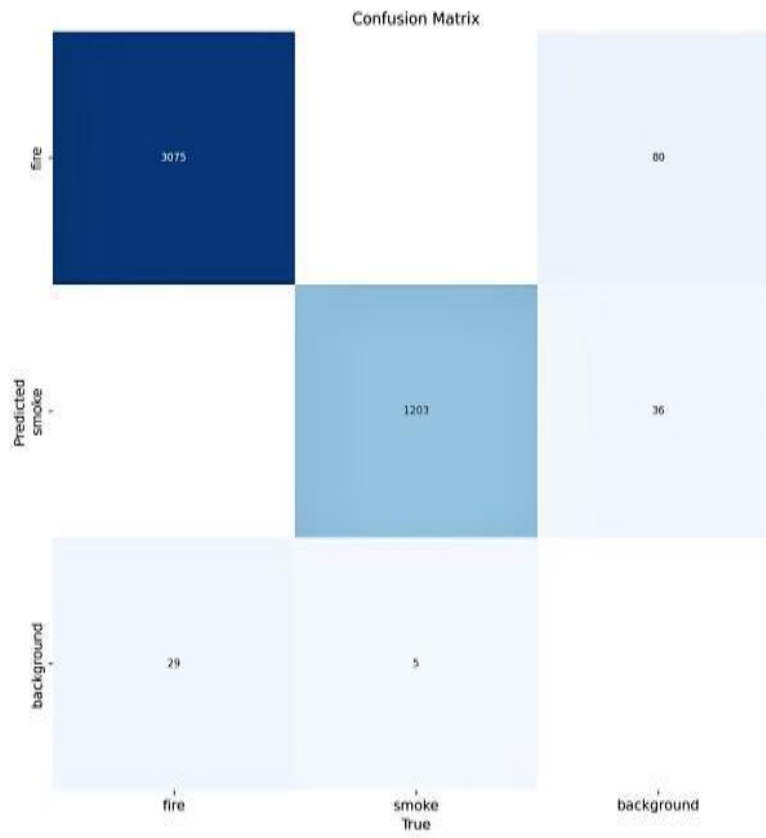 Confusion Matrix
fire
3075
80
Predicted
smoke
1203
36
background
29
5
fire
smoke
background
True